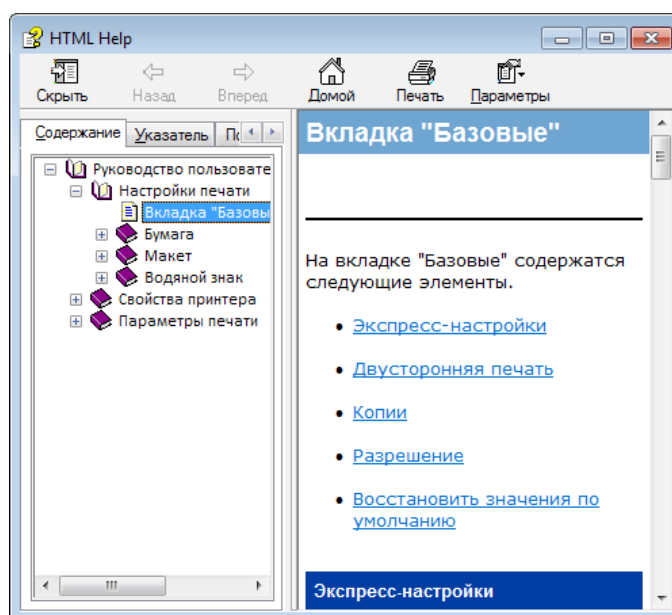 HTML Help
Скрыть Назад Вперед Домой Печать Параметры
Содержание Указатель
Руководство пользовате
Настройки печати
Вкладка "Базовы
Бумага
Макет
Водяной знак
Свойства принтера
Параметры печати
Вкладка "Базовые"
На вкладке "Базовые" содержатся
следующие элементы.
Экспресс-настройки
Двусторонняя печать
Копии
Разрешение
Восстановить значения по
умолчанию
Экспресс-настройки